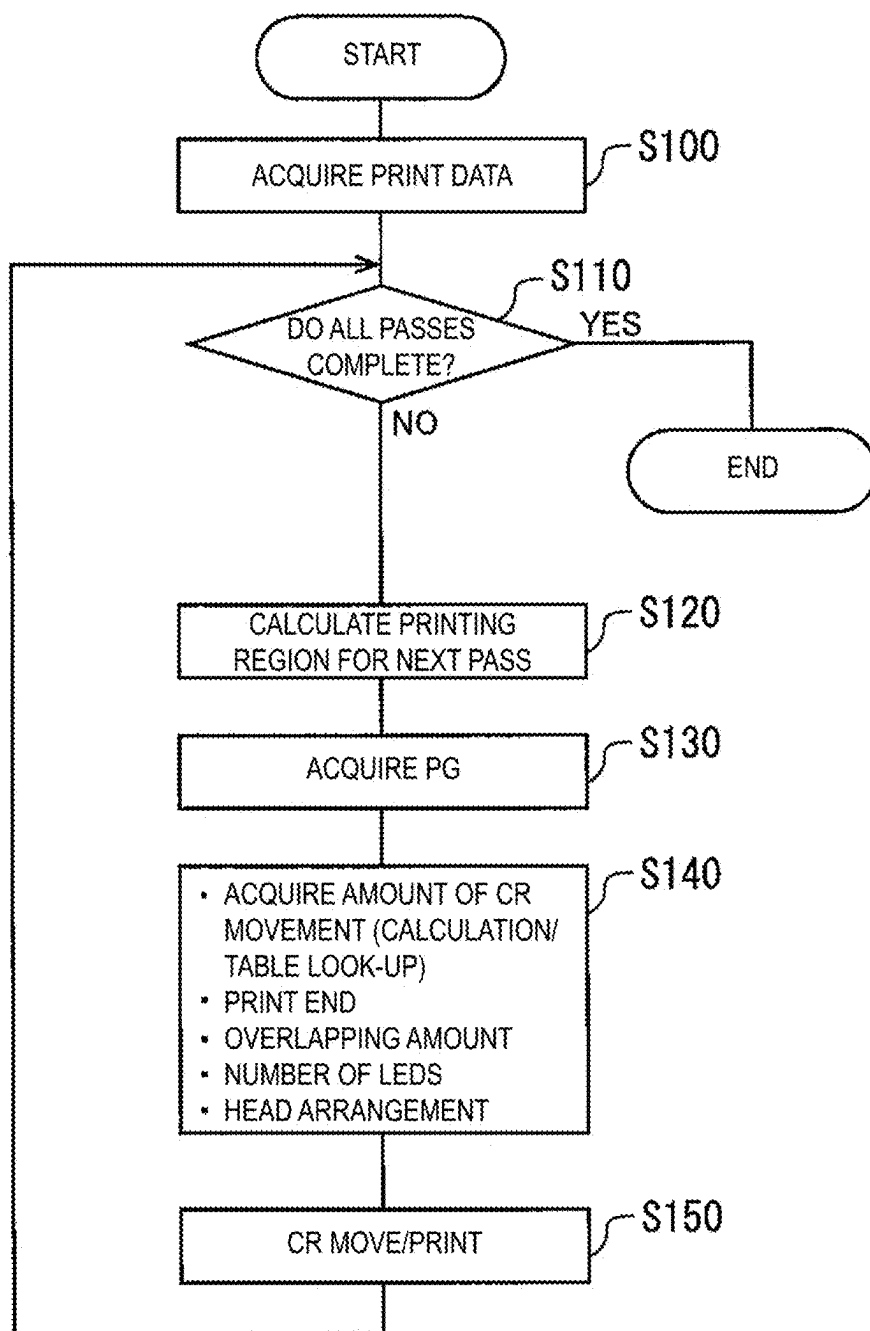 START
ACQUIRE PRINT DATA
S100
S110
DO ALL PASSES
COMPLETE?
YES
NO
END
CALCULATE PRINTING
REGION FOR NEXT PASS
S120
ACQUIRE PG
S130
S140
• ACQUIRE AMOUNT OF CR
MOVEMENT (CALCULATION/
TABLE LOOK-UP)
• PRINT END
• OVERLAPPING AMOUNT
• NUMBER OF LEDS
• HEAD ARRANGEMENT
CR MOVE/PRINT
S150